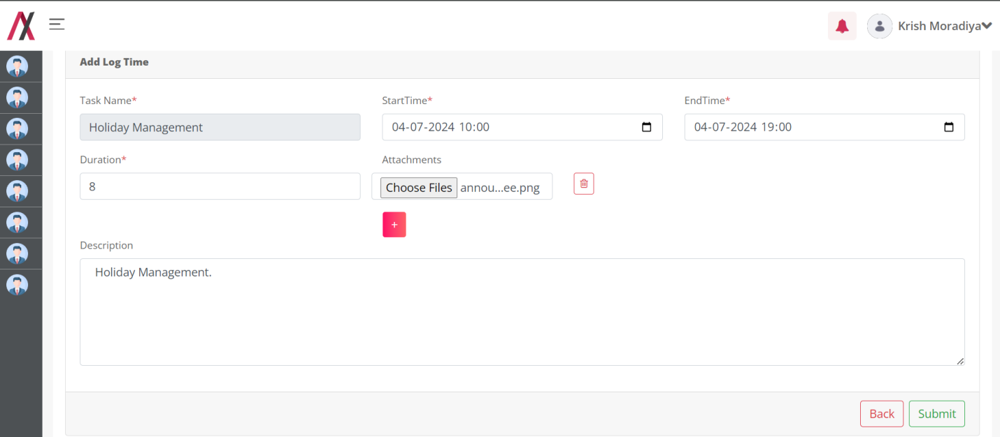 Krish Moradiya
Add Log Time
Task Name*
StartTime*
EndTime*
Holiday Management
04-07-2024 10:00
04-07-2024 19:00
Duration*
Attachments
8
Choose Files annou...ee.png
+
Description
Holiday Management.
Back
Submit